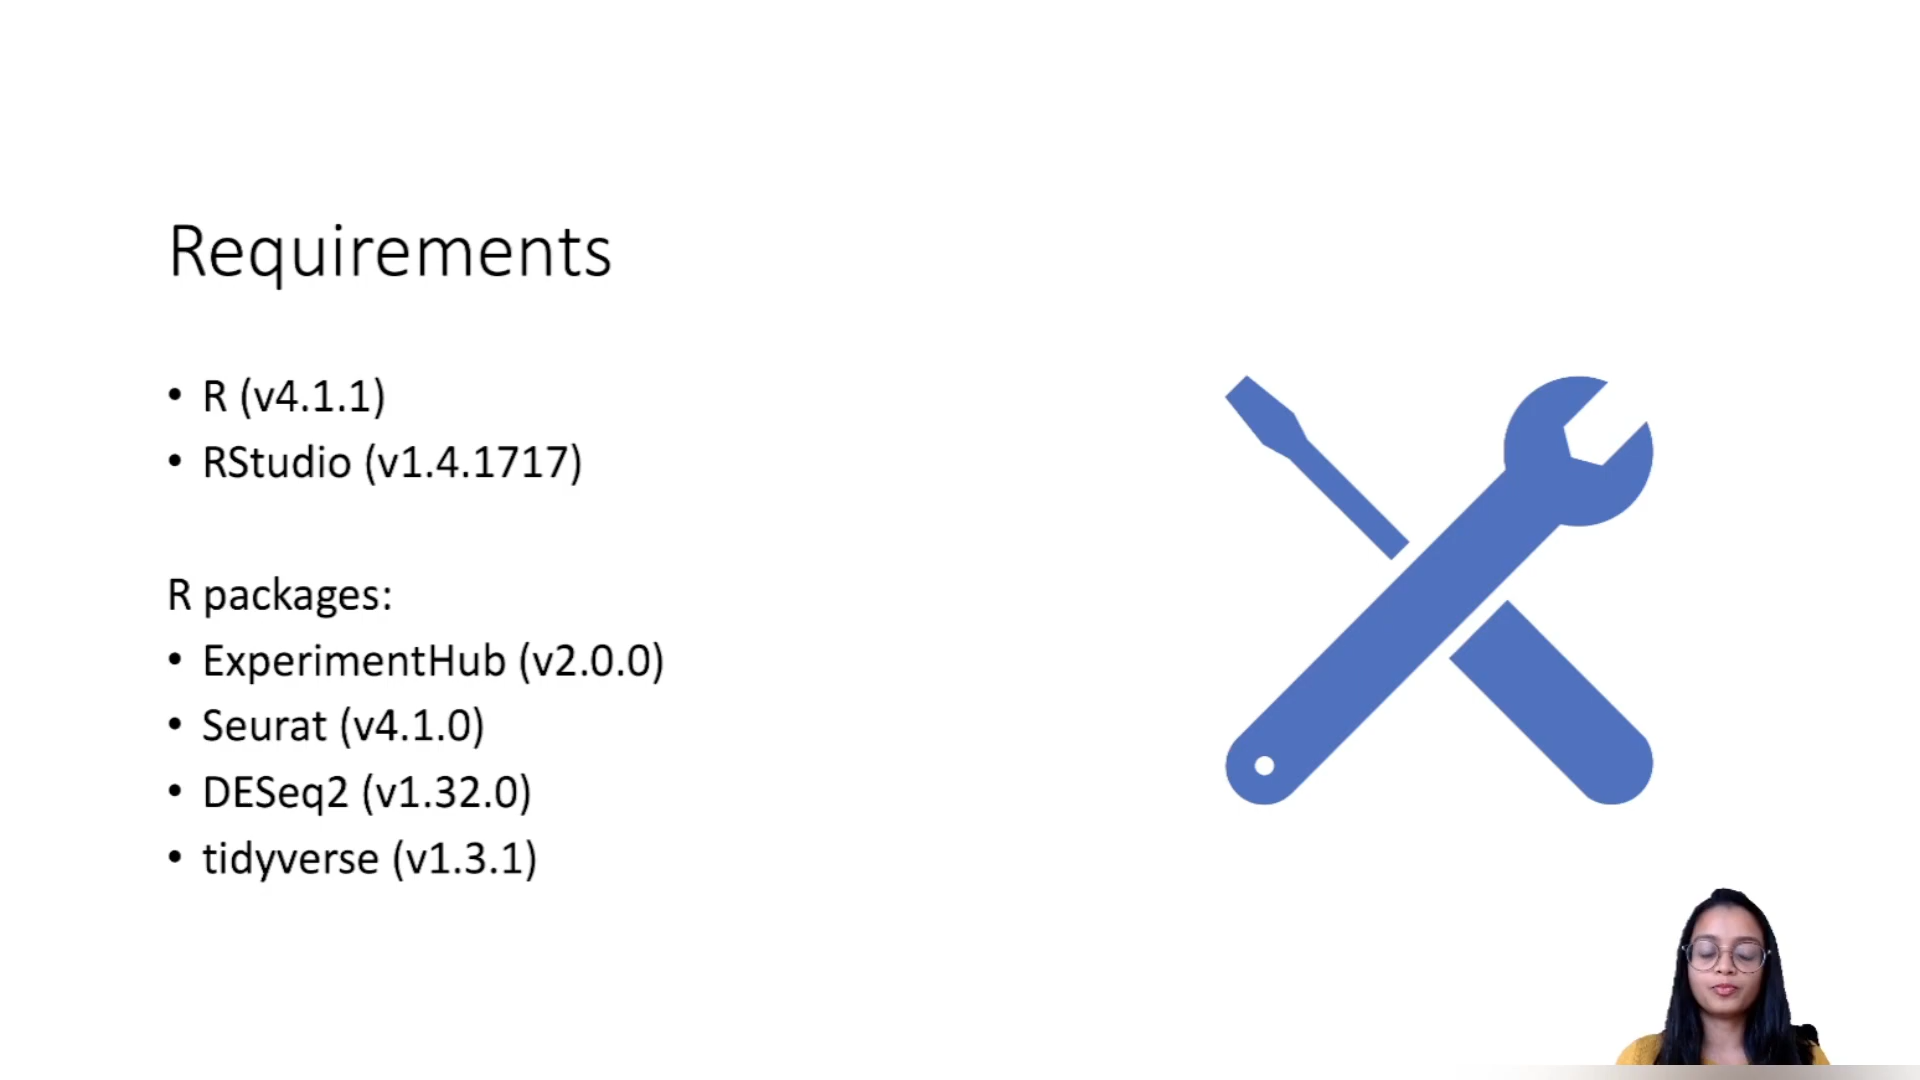 Requirements
• R (v4.1.1)
• RStudio (v1.4.1717)
R packages:
• ExperimentHub (v2.0.0)
• Seurat (v4.1.0)
• DESeq2 (v1.32.0)
• tidyverse (v1.3.1)